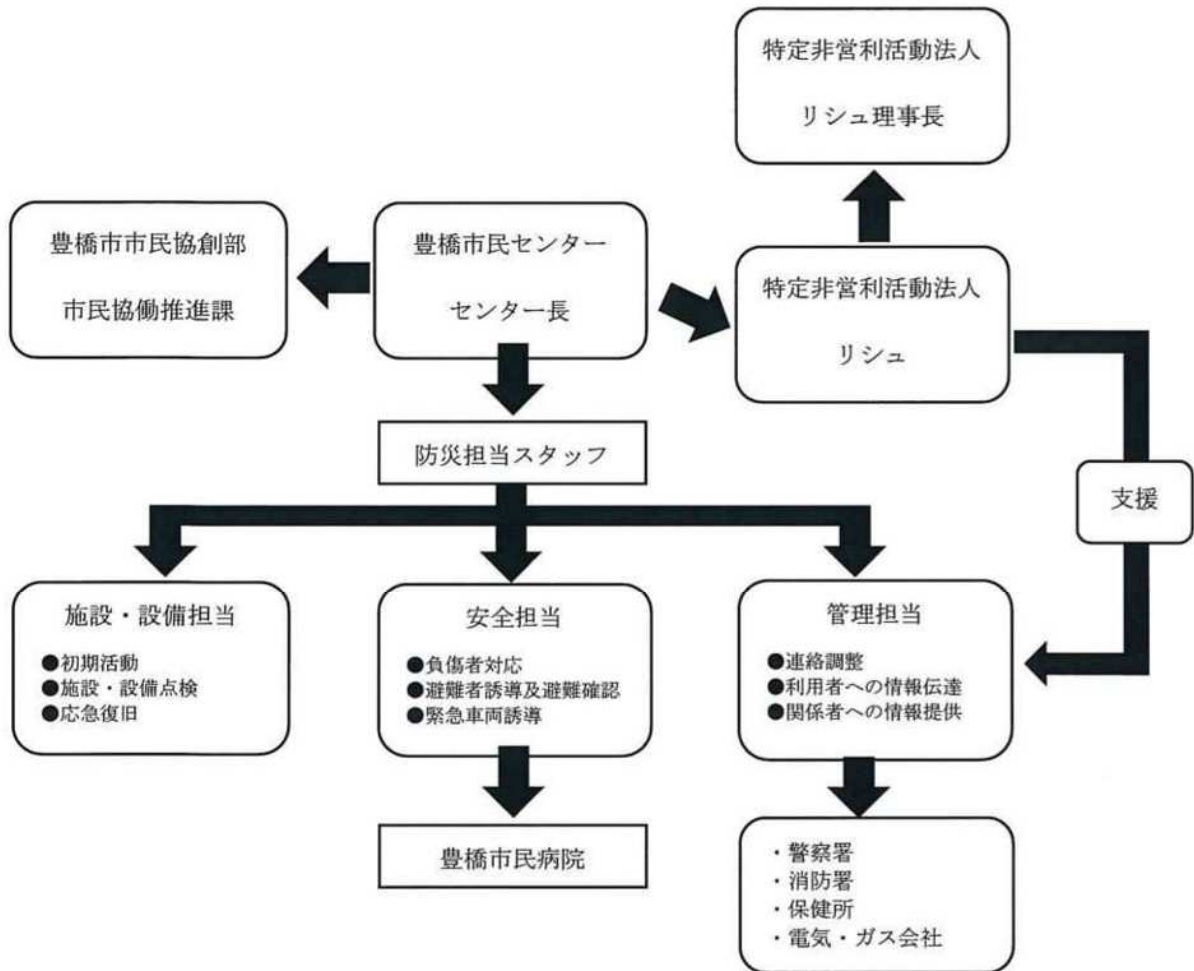 特定非営利活動法人
リシュ理事長
豊橋市市民協創部
市民協働推進課
豊橋市民センター
センター長
特定非営利活動法人
リシュ
防災担当スタッフ
支援
施設・設備担当
●初期活動
●施設・設備点検
●応急復旧
安全担当
●負傷者対応
●避難者誘導及避難確認
●緊急車両誘導
管理担当
●連絡調整
●利用者への情報伝達
●関係者への情報提供
豊橋市民病院
・警察署
・消防署
・保健所
・電気・ガス会社